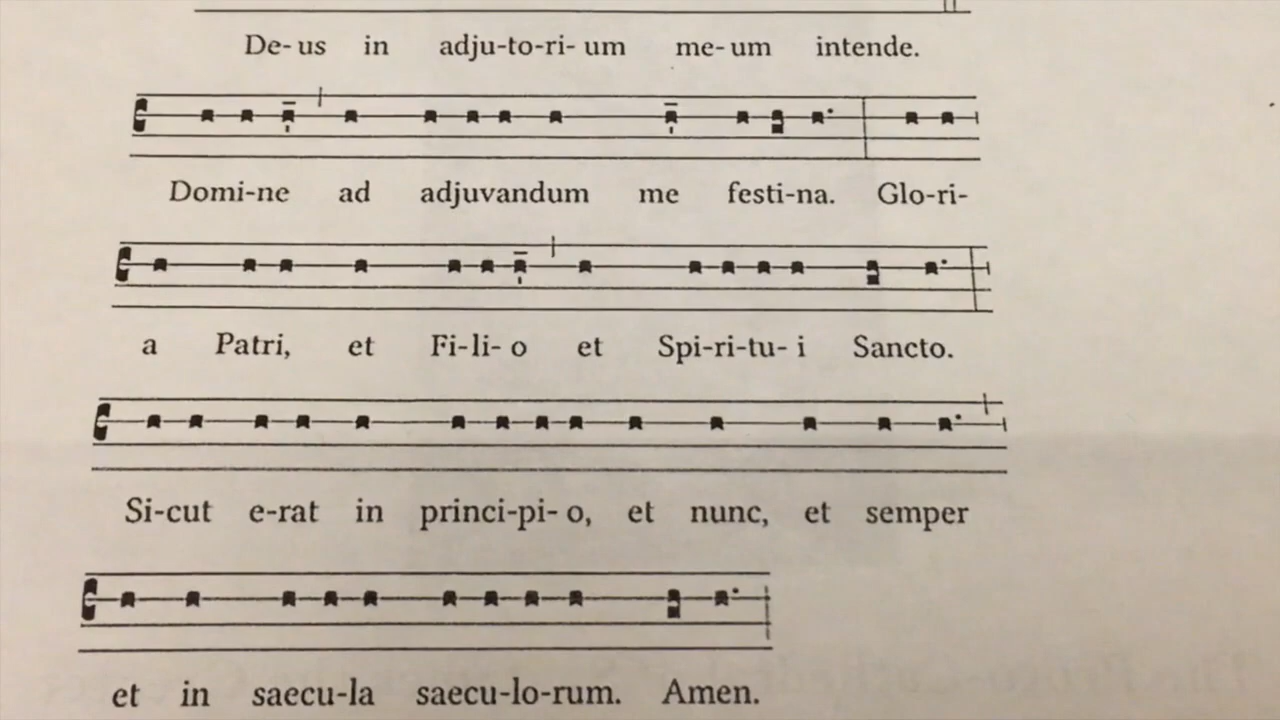 De- us in adju-to-ri- um me- um intende.
Domi-ne ad adjuvandum me festi-na. Glo-ri-
a Patri, et Fi-li- o et Spi-ri-tu- i Sancto.
Si-cut e-rat in princi-pi- o, et nunc, et semper
et in saecu-la saecu-lo-rum. Amen.